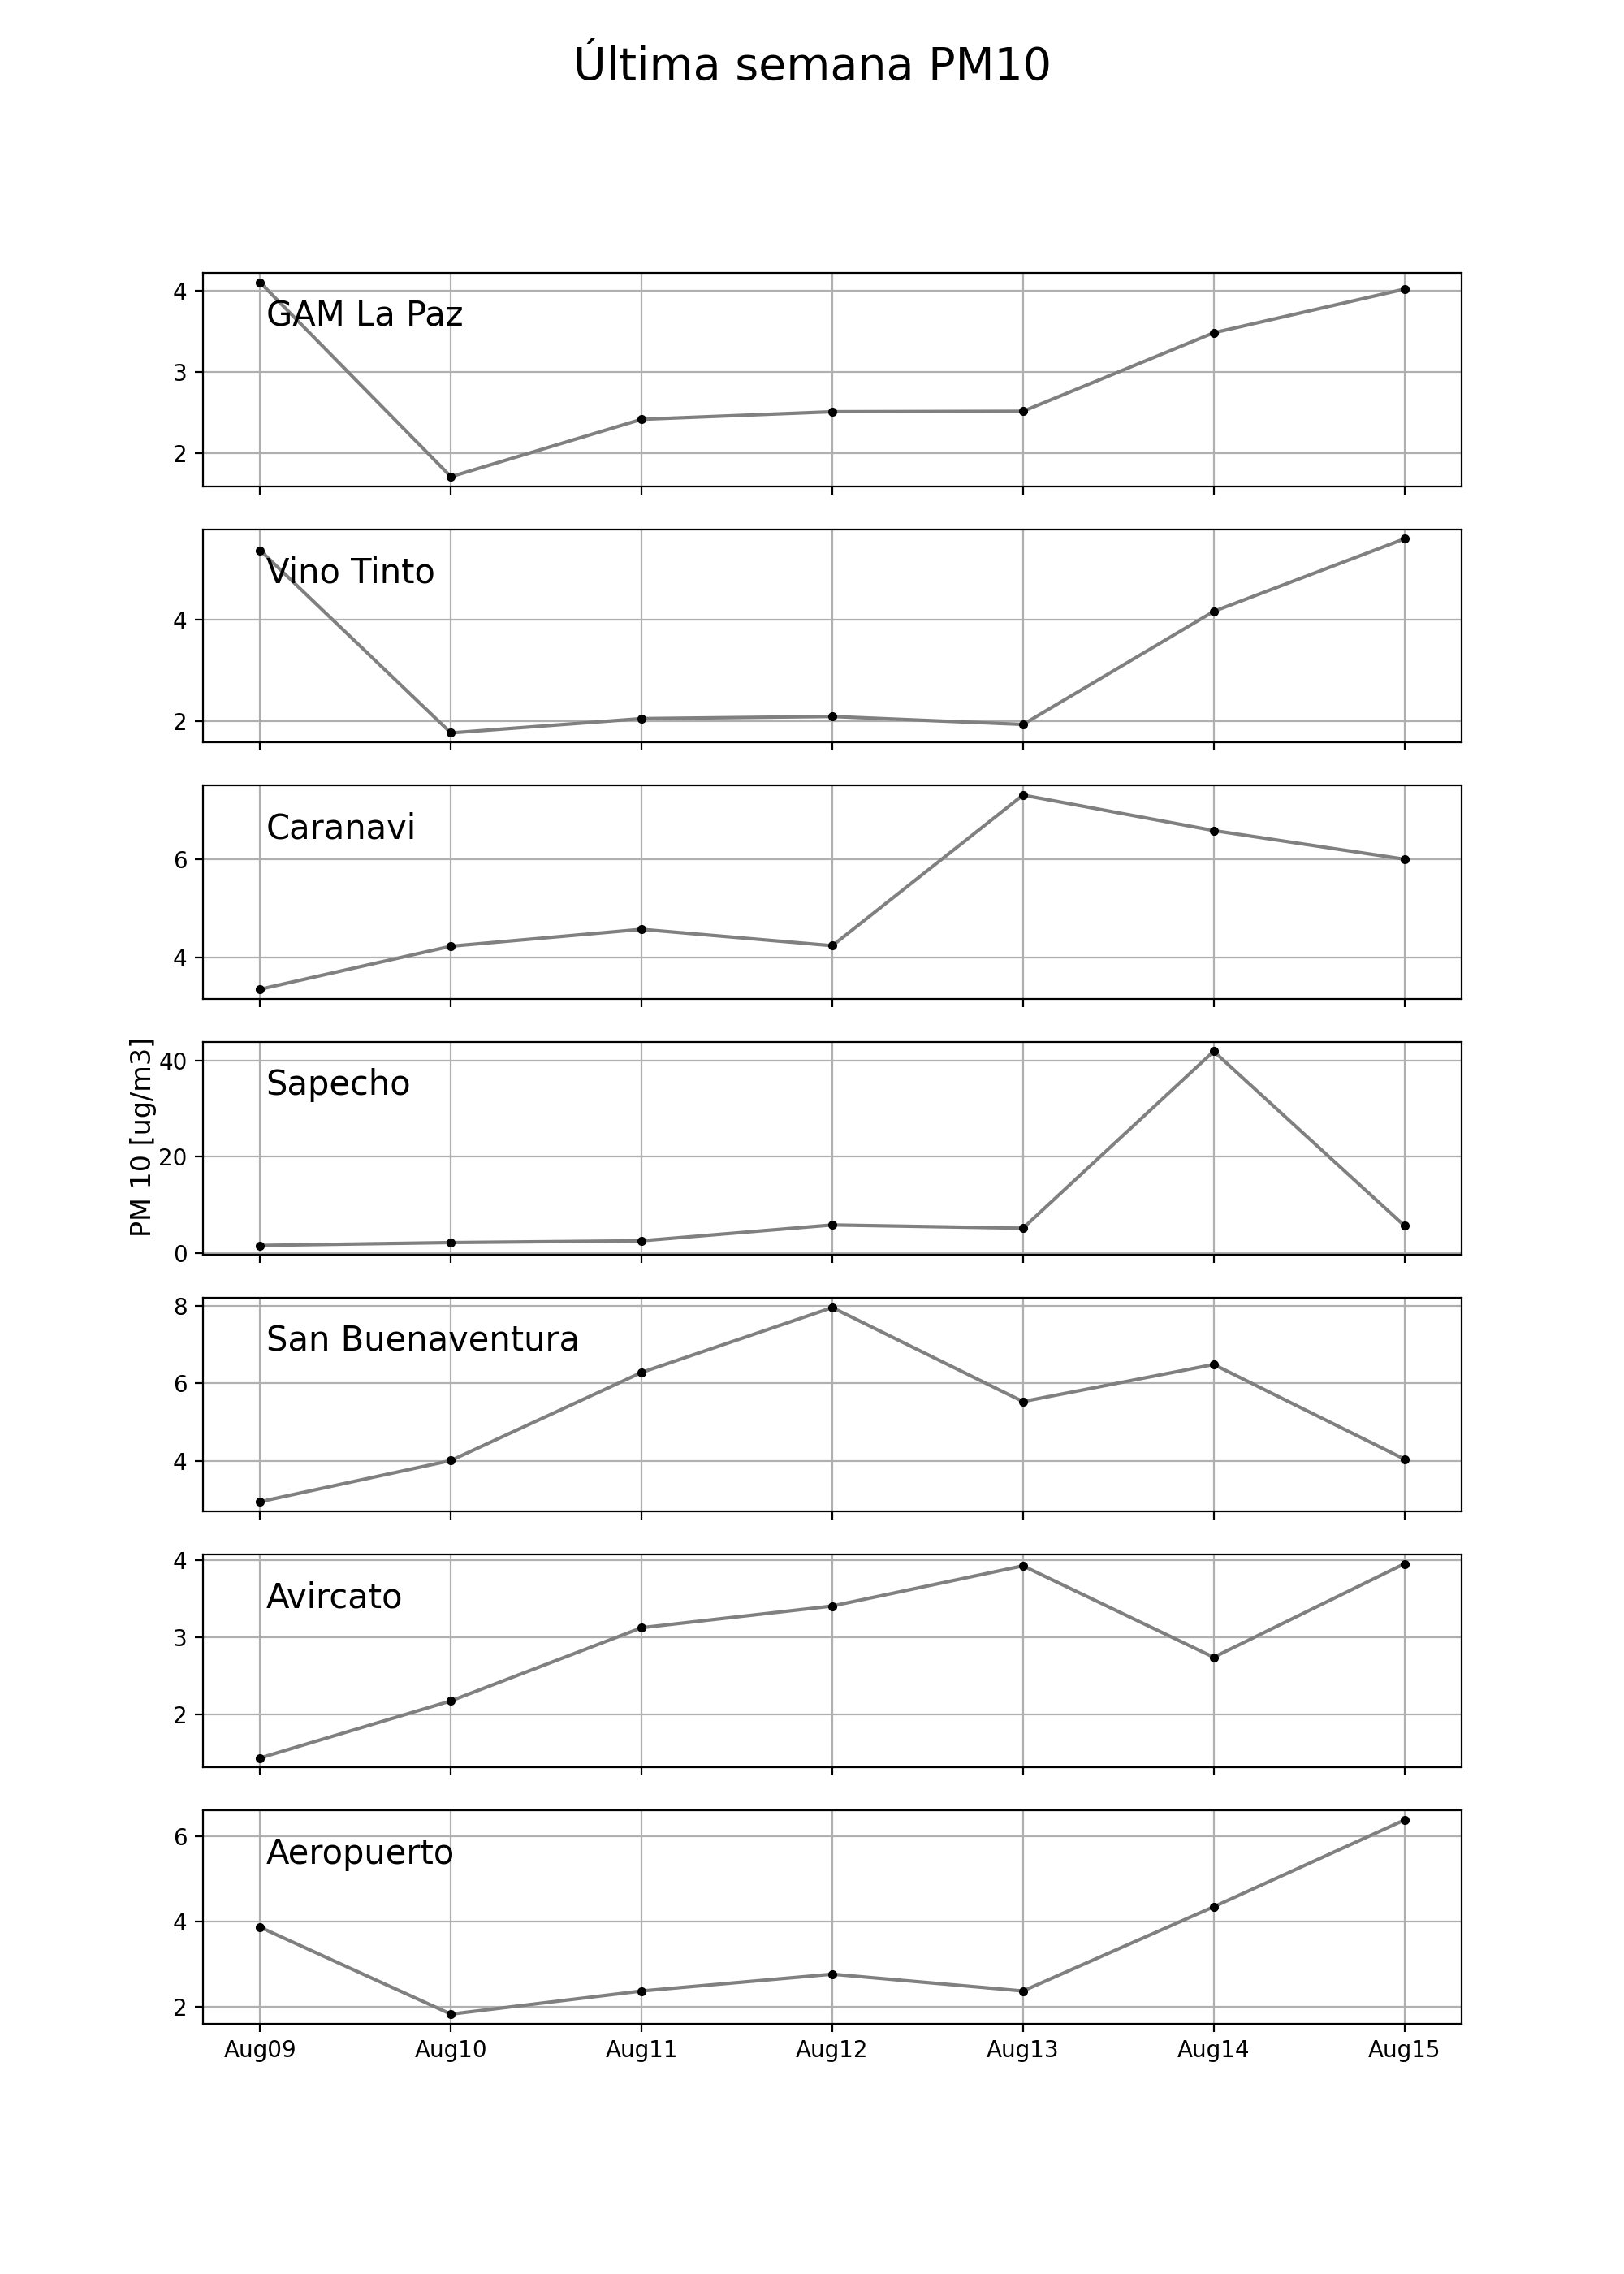 Última semana PM10
4
GAM La Paz
3
2
Vino Tinto
4
2
Caranavi
6
4
PM 10 [ug/m3]
40
Sapecho
20
0
8
San Buenaventura
6
4
4
Avircato
3
2
6
Aeropuerto
4
2
Aug09 Aug10 Aug11 Aug12 Aug13 Aug14 Aug15